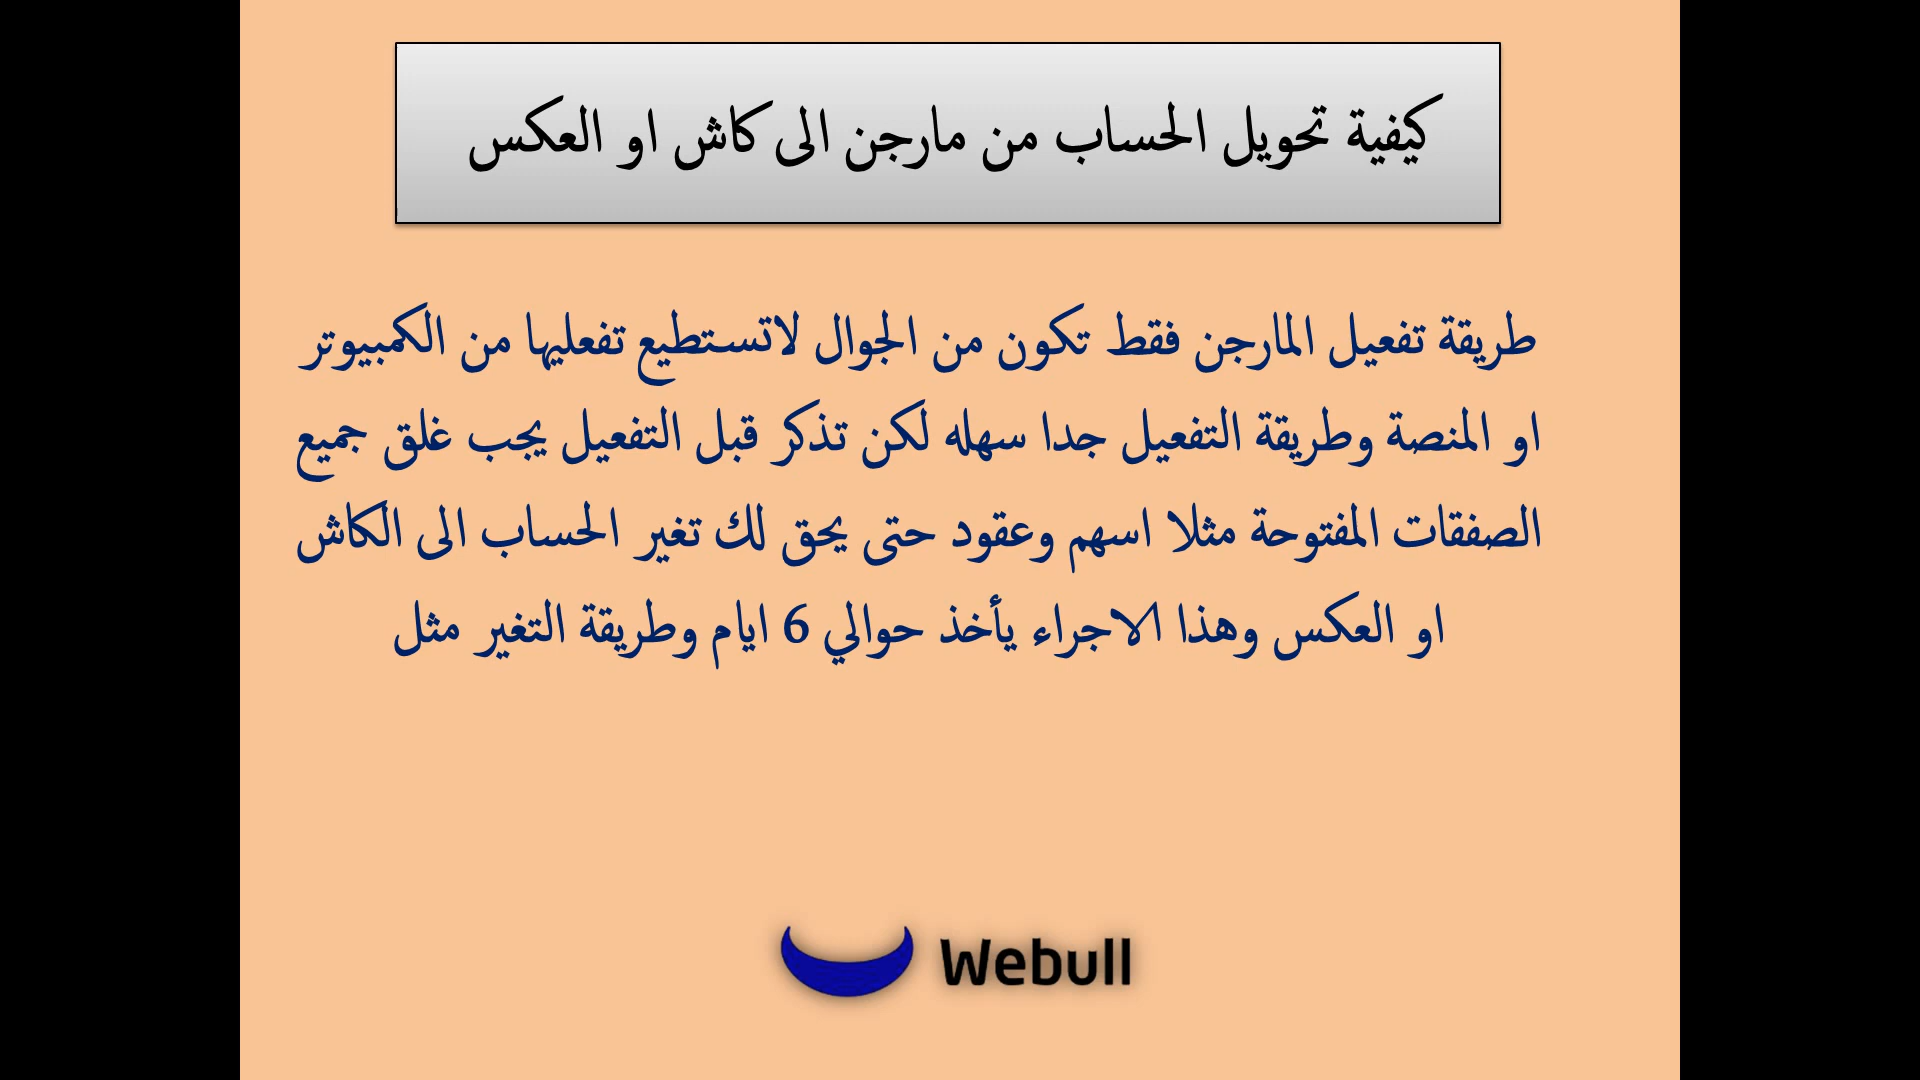 كيفية تحويل الحساب من مارجن الى كاش او العكس
طريقة تفعيل المارجن فقط تكون من الجوال لاتستطيع تفعليها من الكمبيوتر
او المنصة وطريقة التفعيل جدا سهله لكن تذكر قبل التفعيل يجب غلق جميع
الصفقات المفتوحة مثلا اسهم وعقود حتى يحق لك تغير الحساب الى الكاش
او العكس وهذا الاجراء يأخذ حوالي 6 ايام وطريقة التغير مثل
Webull